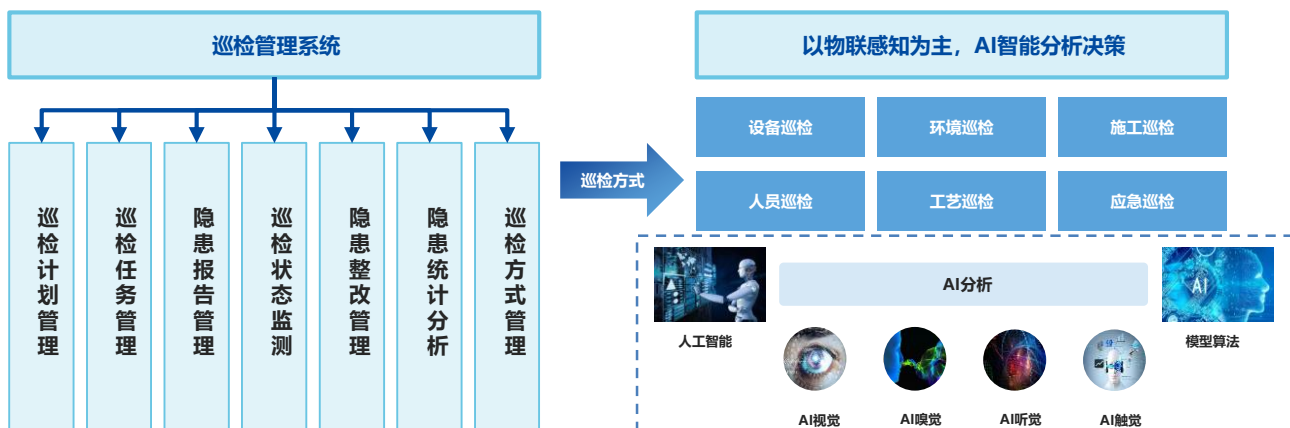 巡检管理系统
巡检计划管理
巡检任务管理
隐患报告管理
巡检状态监测
隐患整改管理
隐患统计分析
巡检方式管理
巡检方式
以物联感知为主，AI智能分析决策
设备巡检
环境巡检
施工巡检
人员巡检
工艺巡检
应急巡检
AI分析
AI
人工智能
模型算法
AI视觉
AI嗅觉
AI听觉
AI触觉